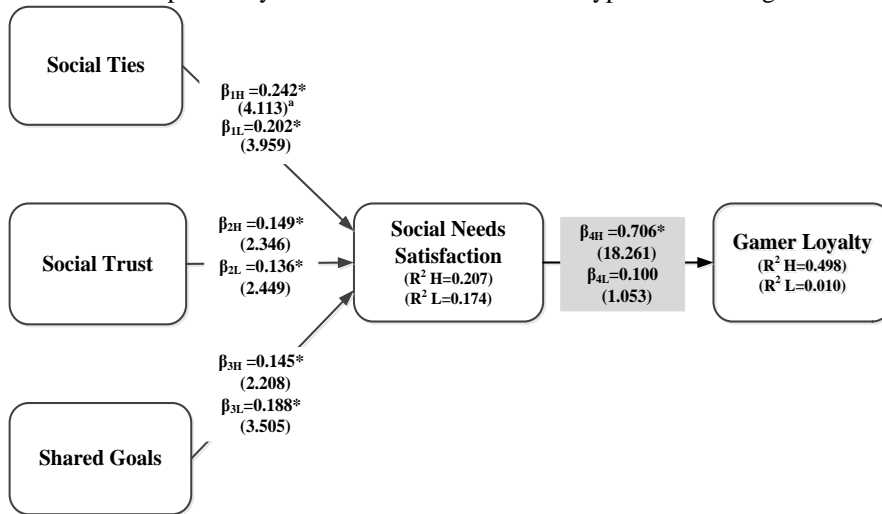 Social Ties
β1H =0.242*
(4.113)a
β1L=0.202*
(3.959)
Social Trust
β2H =0.149*
(2.346)
β2L=0.136*
(2.449)
Shared Goals
β3H =0.145*
(2.208)
β3L=0.188*
(3.505)
Social Needs
Satisfaction
(R2 H=0.207)
(R2 L=0.174)
β4H =0.706*
(18.261)
β4L=0.100
(1.053)
Gamer Loyalty
(R2 H=0.498)
(R2 L=0.010)